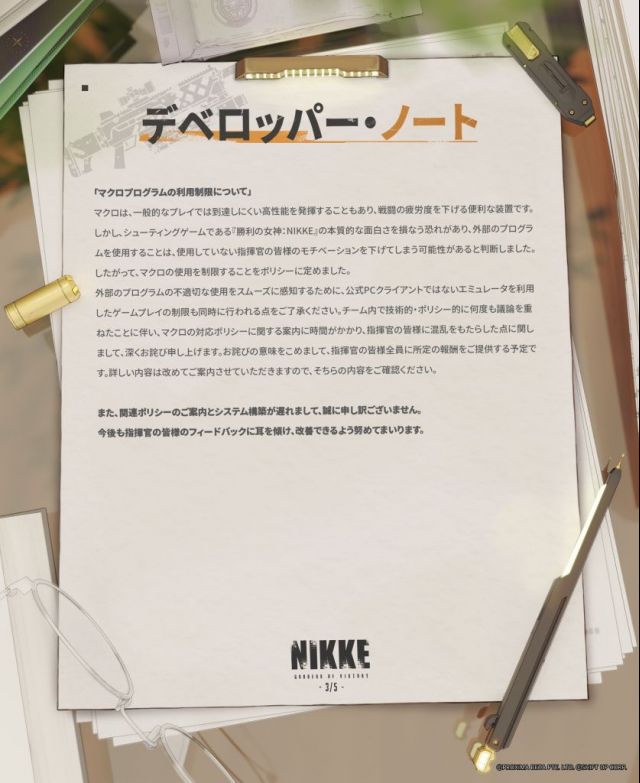 デベロッパー・ノート
「マクロプログラムの利用制限について」
マクロは、一般的なプレイでは到達しにくい高性能を発揮することもあり、戦闘の疲労度を下げる便利な装置です。
しかし、シューティングゲームである『勝利の女神：NIKKE』の本質的な面白さを損なう恐れがあり、外部のプログラ
ムを使用することは、使用していない指揮官の皆様のモチベーションを下げてしまう可能性があると判断しました。
したがって、マクロの使用を制限することをポリシーに定めました。
外部のプログラムの不適切な使用をスムーズに感知するために、公式PCクライアントではないエミュレータを利用
したゲームプレイの制限も同時に行われる点をご了承ください。チーム内で技術的・ポリシー的に何度も議論を重
ねたことに伴い、マクロの対応ポリシーに関する案内に時間がかかり、指揮官の皆様に混乱をもたらした点に関し
まして、深くお詫び申し上げます。お詫びの意味をこめまして、指揮官の皆様全員に所定の報酬をご提供する予定で
す。詳しい内容は改めてご案内させていただきますので、そちらの内容をご確認ください。
また、関連ポリシーのご案内とシステム構築が遅れまして、誠に申し訳ございません。
今後も指揮官の皆様のフィードバックに耳を傾け、改善できるよう努めてまいります。
NIKKE
GODDESS OF VICTORY
- 3/5 -
©PROXIMA BETA PTE. LTD. ©SHIFT UP CORP.